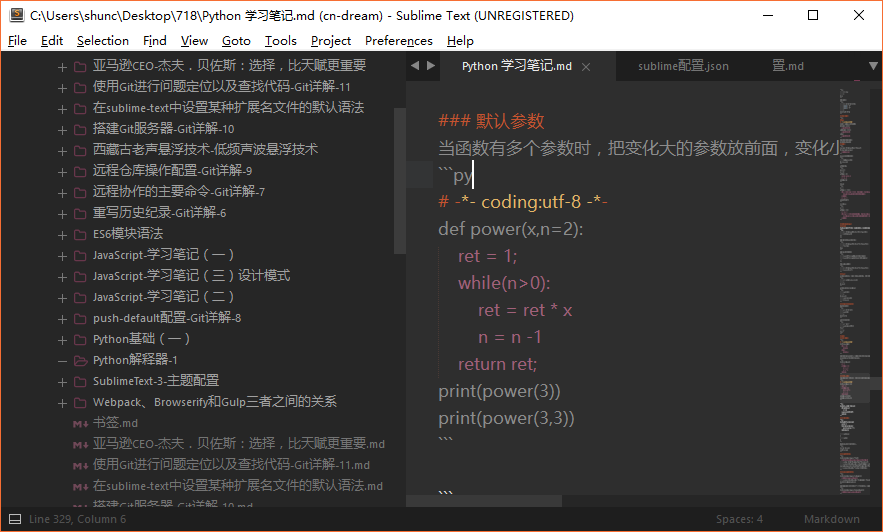 C:\Users\shunc\Desktop\718\Python 学习笔记.md (cn-dream) - Sublime Text (UNREGISTERED)
File Edit Selection Find View Goto Tools Project Preferences Help
亚马逊CEO-杰夫．贝佐斯：选择，比天赋更重要
使用Git进行问题定位以及查找代码-Git详解-11
在sublime-text中设置某种扩展名文件的默认语法
搭建Git服务器-Git详解-10
西藏古老声悬浮技术-低频声波悬浮技术
远程仓库操作配置-Git详解-9
远程协作的主要命令-Git详解-7
重写历史纪录-Git详解-6
ES6模块语法
JavaScript-学习笔记（一）
JavaScript-学习笔记（三）设计模式
JavaScript-学习笔记（二）
push-default配置-Git详解-8
Python基础（一）
Python解释器-1
SublimeText-3-主题配置
Webpack、Browserify和Gulp三者之间的关系
书签.md
亚马逊CEO-杰夫．贝佐斯：选择，比天赋更重要.md
使用Git进行问题定位以及查找代码-Git详解-11.md
在sublime-text中设置某种扩展名文件的默认语法.md
搭建Git服务器-Git详解-10.md
Python 学习笔记.md sublime配置.json 置.md
### 默认参数
当函数有多个参数时，把变化大的参数放前面，变化小
```py
# -*- coding:utf-8 -*-
def power(x,n=2):
ret = 1;
while(n>0):
ret = ret * x
n = n -1
return ret;
print(power(3))
print(power(3,3))
```
```
Line 329, Column 6 Spaces: 4 Markdown